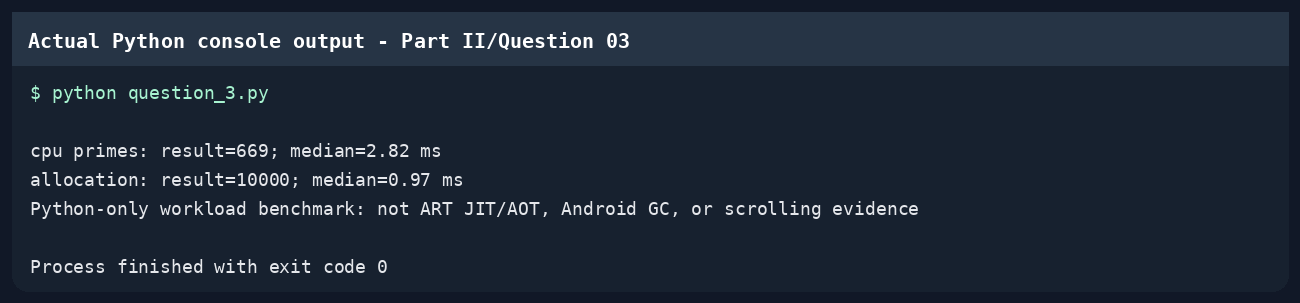 Actual Python console output - Part II/Question 03
$ python question_3.py
cpu primes: result=669; median=2.82 ms
allocation: result=10000; median=0.97 ms
Python-only workload benchmark: not ART JIT/AOT, Android GC, or scrolling evidence
Process finished with exit code 0